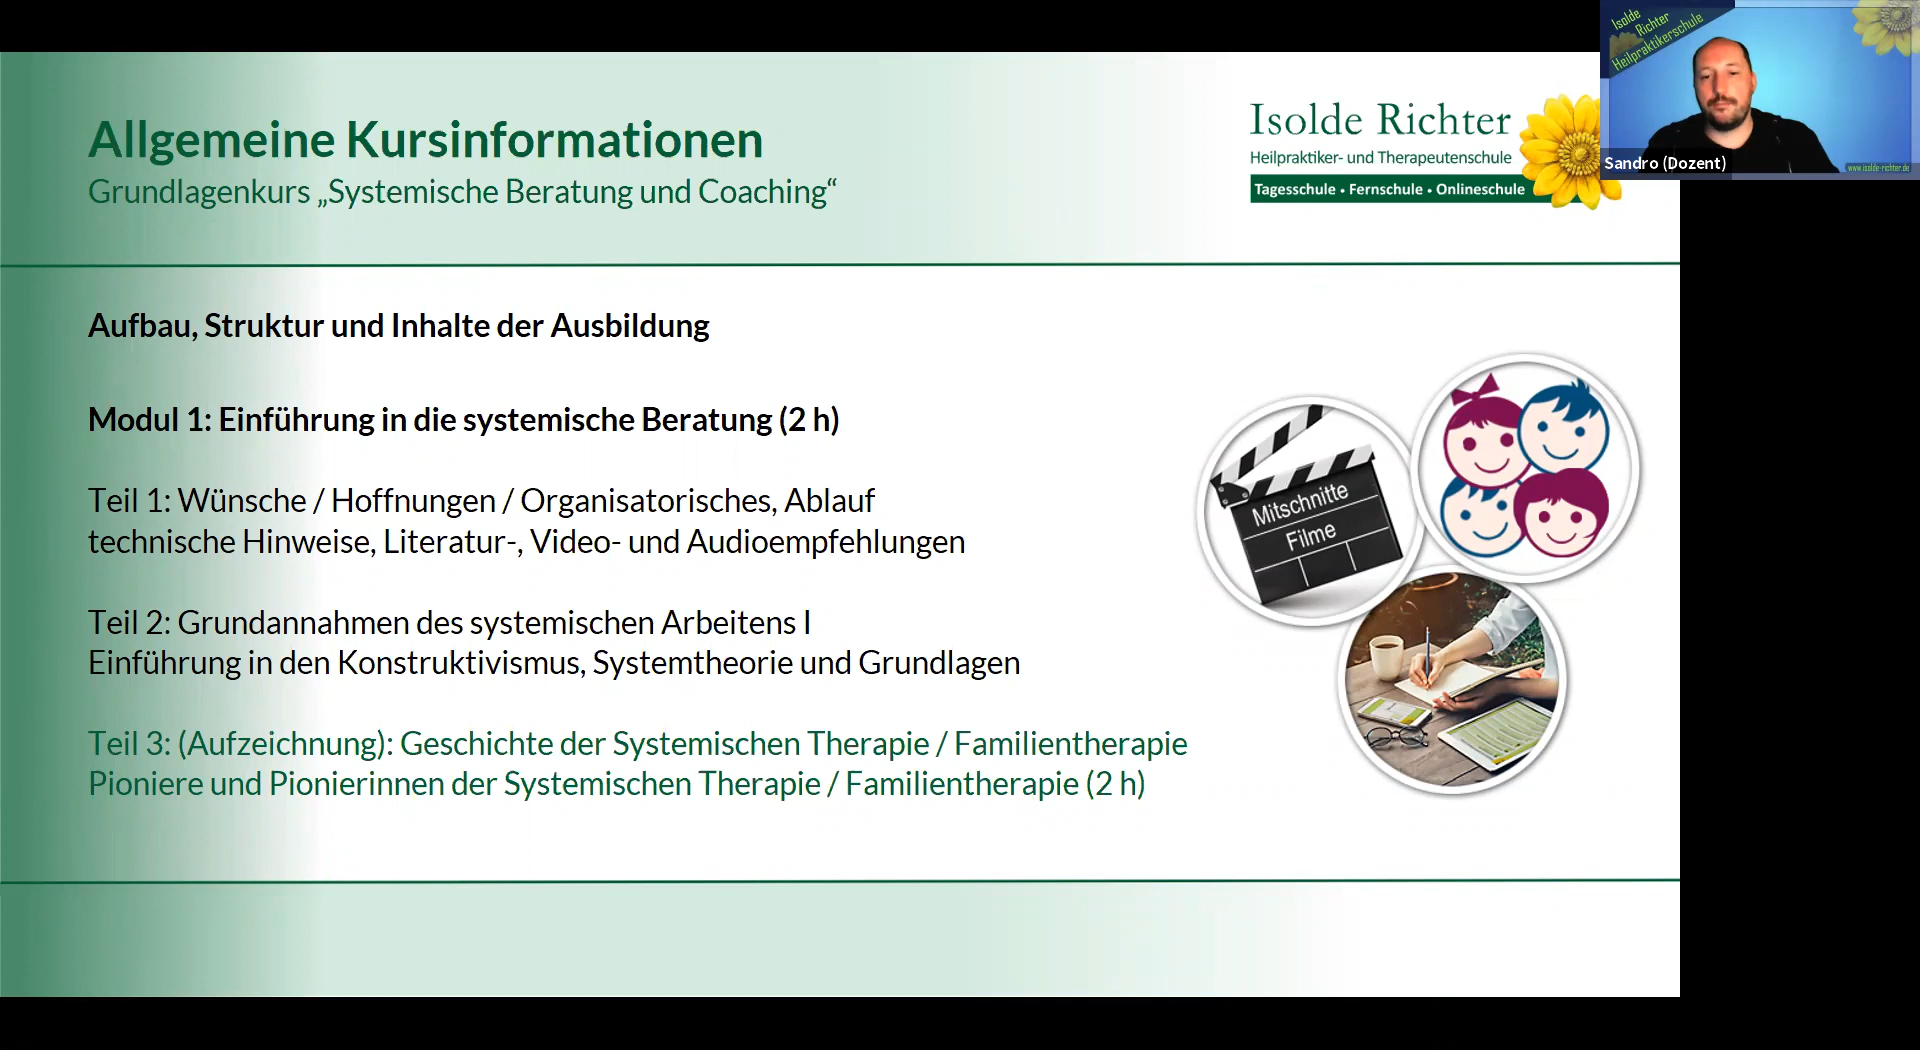 Allgemeine Kursinformationen
Grundlagenkurs „Systemische Beratung und Coaching“
Isolde Richter
Heilpraktiker- und Therapeutenschule
Tagesschule • Fernschule • Onlineschule
Isolde
Richter
Heilpraktikerschule
Sandro (Dozent)
www.isolde-richter.de
Aufbau, Struktur und Inhalte der Ausbildung
Modul 1: Einführung in die systemische Beratung (2 h)
Teil 1: Wünsche / Hoffnungen / Organisatorisches, Ablauf
technische Hinweise, Literatur-, Video- und Audioempfehlungen
Teil 2: Grundannahmen des systemischen Arbeitens I
Einführung in den Konstruktivismus, Systemtheorie und Grundlagen
Teil 3: (Aufzeichnung): Geschichte der Systemischen Therapie / Familientherapie
Pioniere und Pionierinnen der Systemischen Therapie / Familientherapie (2 h)
Mitschnitte
Filme